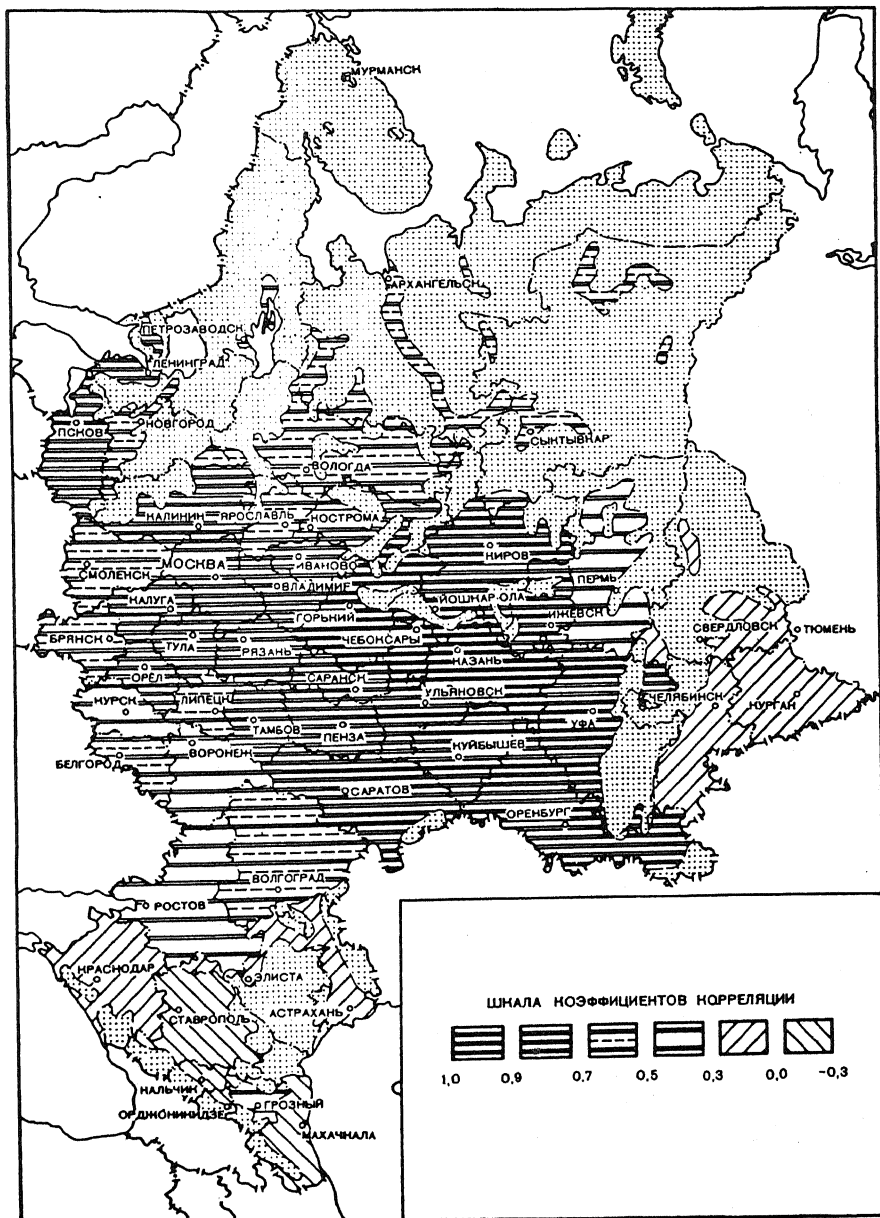 МУРМАНСК
АРХАНГЕЛЬСК
ПЕТРОЗАВОДСК
ЛЕНИНГРАД
НОВГОРОД
ПСКОВ
СЫКТЫВКАР
ВОЛОГДА
КАЛИНИН
ЯРОСЛАВЛЬ
КОСТРОМА
КИРОВ
МОСКВА
ИВАНОВО
СМОЛЕНСК
ВЛАДИМИР
ПЕРМЬ
КАЛУГА
ЙОШКАР-ОЛА
ГОРЬКИЙ
ИЖЕВСК
СВЕРДЛОВСК
ТЮМЕНЬ
БРЯНСК
ТУЛА
РЯЗАНЬ
ЧЕБОКСАРЫ
КАЗАНЬ
ОРЁЛ
САРАНСК
УЛЬЯНОВСК
ЧЕЛЯБИНСК
КУРГАН
КУРСК
ЛИПЕЦК
ТАМБОВ
ПЕНЗА
УФА
БЕЛГОРОД
ВОРОНЕЖ
КУЙБЫШЕВ
САРАТОВ
ОРЕНБУРГ
ВОЛГОГРАД
РОСТОВ
КРАСНОДАР
ЭЛИСТА
СТАВРОПОЛЬ
АСТРАХАНЬ
НАЛЬЧИК
ОРДЖОНИКИДЗЕ
ГРОЗНЫЙ
МАХАЧКАЛА
ШКАЛА КОЭФФИЦИЕНТОВ КОРРЕЛЯЦИИ
1,0 0,9 0,7 0,5 0,3 0,0 -0,3